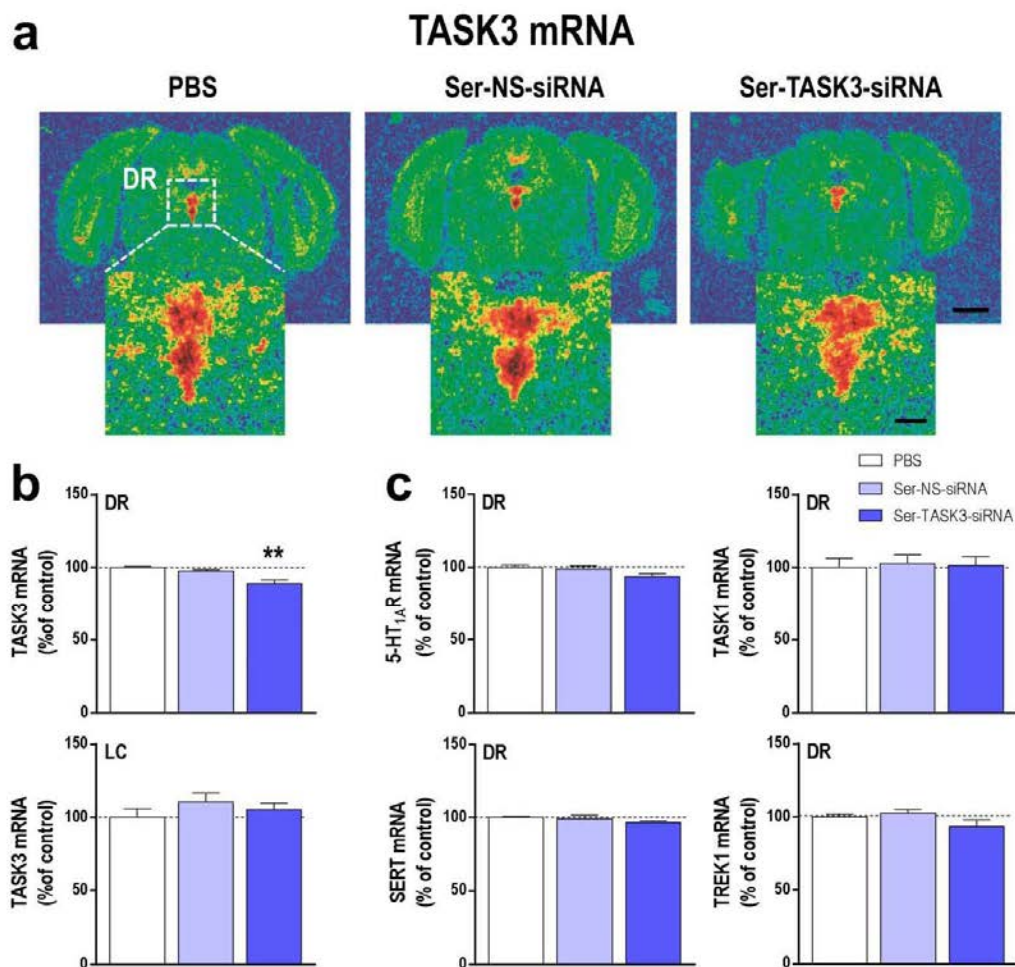 a
TASK3 mRNA
PBS
Ser-NS-siRNA
Ser-TASK3-siRNA
DR
b
150
DR
**
100
50
0
TASK3 mRNA
(%of control)
150
LC
100
50
0
TASK3 mRNA
(%of control)
c
PBS
Ser-NS-siRNA
Ser-TASK3-siRNA
150
DR
100
50
0
5-HT1AR mRNA
(% of control)
150
DR
100
50
0
TASK1 mRNA
(% of control)
150
DR
100
50
0
SERT mRNA
(% of control)
150
DR
100
50
0
TREK1 mRNA
(% of control)